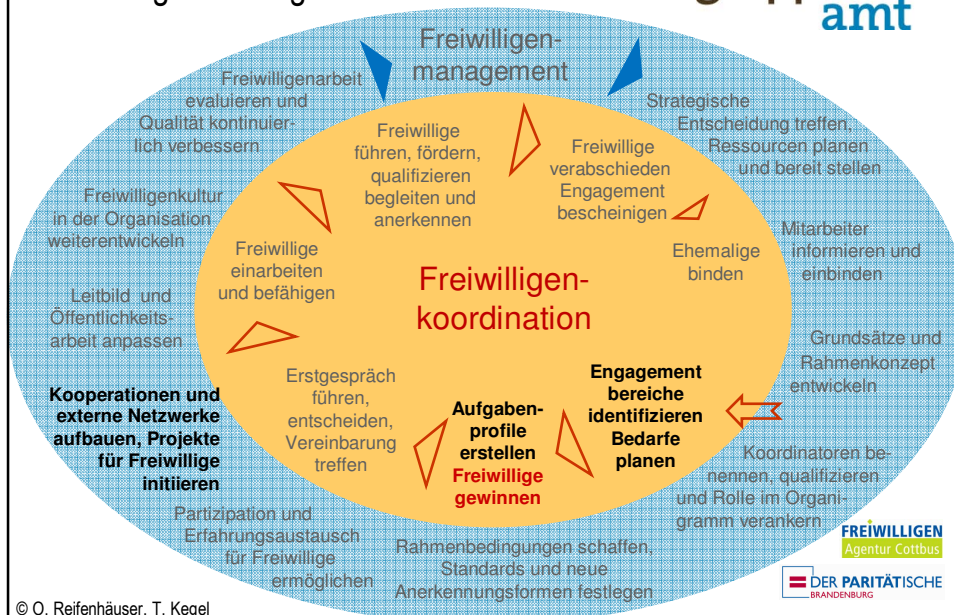 amt
Freiwilligen-
management
Freiwilligenarbeit
evaluieren und
Qualität kontinuier-
lich verbessern
Strategische
Entscheidung treffen,
Ressourcen planen
und bereit stellen
Freiwillige
führen, fördern,
qualifizieren
begleiten und
anerkennen
Freiwillige
verabschieden
Engagement
bescheinigen
Freiwilligenkultur
in der Organisation
weiterentwickeln
Freiwillige
einarbeiten
und befähigen
Ehemalige
binden
Mitarbeiter
informieren und
einbinden
Freiwilligen-
koordination
Leitbild und
Öffentlichkeits-
arbeit anpassen
Grundsätze und
Rahmenkonzept
entwickeln
Kooperationen und
externe Netzwerke
aufbauen, Projekte
für Freiwillige
initiieren
Erstgespräch
führen,
entscheiden,
Vereinbarung
treffen
Aufgaben-
profile
erstellen
Freiwillige
gewinnen
Engagement
bereiche
identifizieren
Bedarfe
planen
Koordinatoren be-
nennen, qualifizieren
und Rolle im Organi-
gramm verankern
Partizipation und
Erfahrungsaustausch
für Freiwillige
ermöglichen
Rahmenbedingungen schaffen,
Standards und neue
Anerkennungsformen festlegen
FREIWILLIGEN
Agentur Cottbus
DER PARITÄTISCHE
BRANDENBURG
© O. Reifenhäuser, T. Kegel